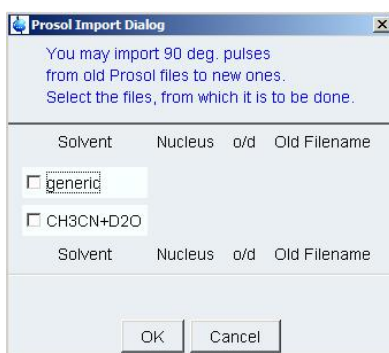 Prosol Import Dialog
You may import 90 deg. pulses
from old Prosol files to new ones.
Select the files, from which it is to be done.
Solvent Nucleus o/d Old Filename
generic
CH3CN+D2O
Solvent Nucleus o/d Old Filename
OK Cancel